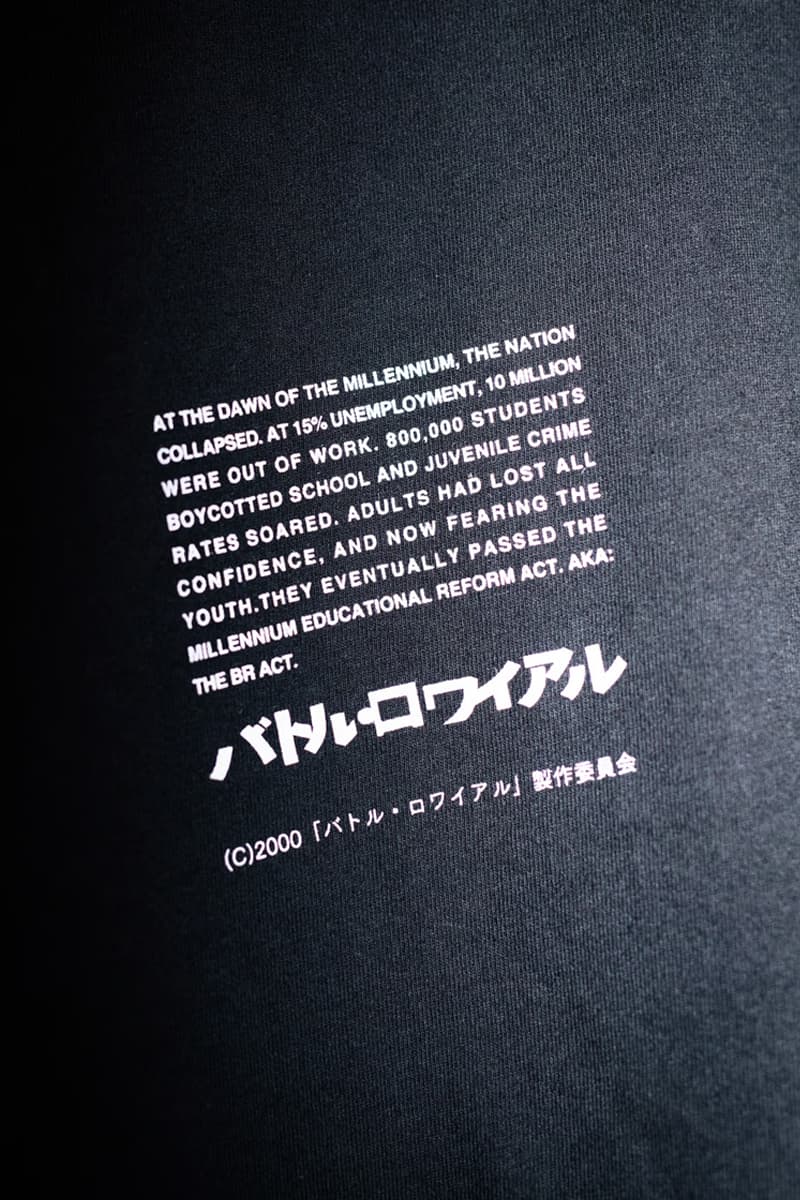 AT THE DAWN OF THE MILLENNIUM, THE NATION
COLLAPSED. AT 15% UNEMPLOYMENT, 10 MILLION
WERE OUT OF WORK. 800,000 STUDENTS
BOYCOTTED SCHOOL AND JUVENILE CRIME
RATES SOARED. ADULTS HAD LOST ALL
CONFIDENCE, AND NOW FEARING THE
YOUTH.THEY EVENTUALLY PASSED THE
MILLENNIUM EDUCATIONAL REFORM ACT. AKA:
THE BR ACT.
バトル・ロワイアル
(C)2000「バトル・ロワイアル」製作委員会